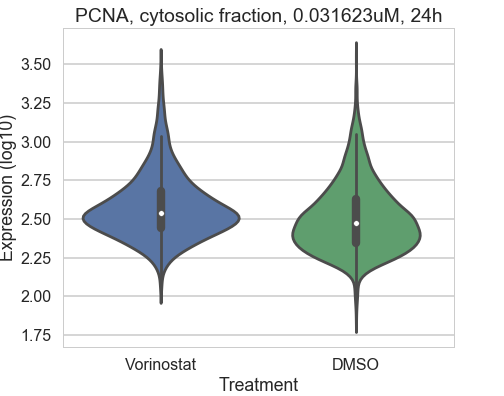 PCNA, cytosolic fraction, 0.031623uM, 24h
Expression (log10)
3.50
3.25
3.00
2.75
2.50
2.25
2.00
1.75
Vorinostat DMSO
Treatment